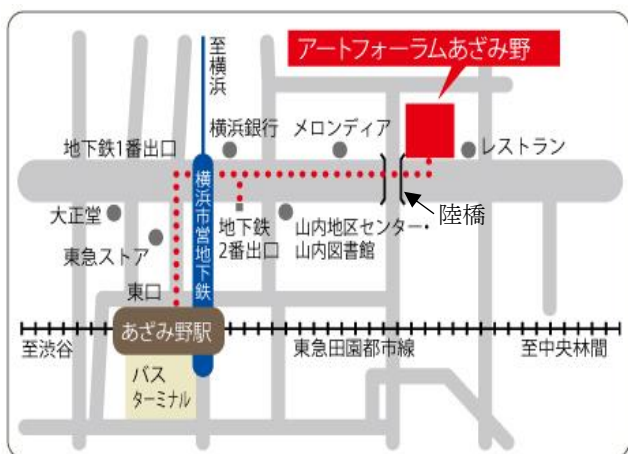 アートフォーラムあざみ野
至横浜
横浜銀行
メロンディア
地下鉄1番出口
レストラン
横浜市営地下鉄
陸橋
大正堂
地下鉄
2番出口
山内地区センター・
山内図書館
東急ストア
東口
あざみ野駅
至渋谷
東急田園都市線
至中央林間
バス
ターミナル